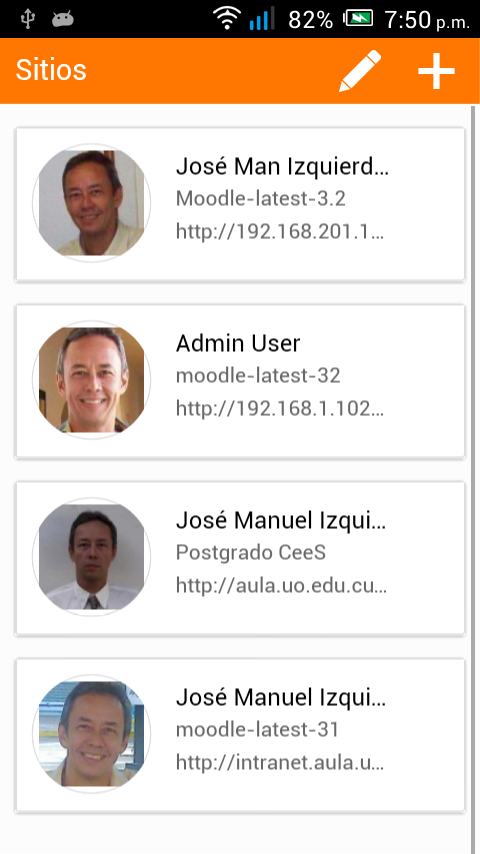 82% 7:50 p.m.
Sitios
José Man Izquierd...
Moodle-latest-3.2
http://192.168.201.1...
Admin User
moodle-latest-32
http://192.168.1.102...
José Manuel Izqui...
Postgrado CeeS
http://aula.uo.edu.cu...
José Manuel Izqui...
moodle-latest-31
http://intranet.aula.u...